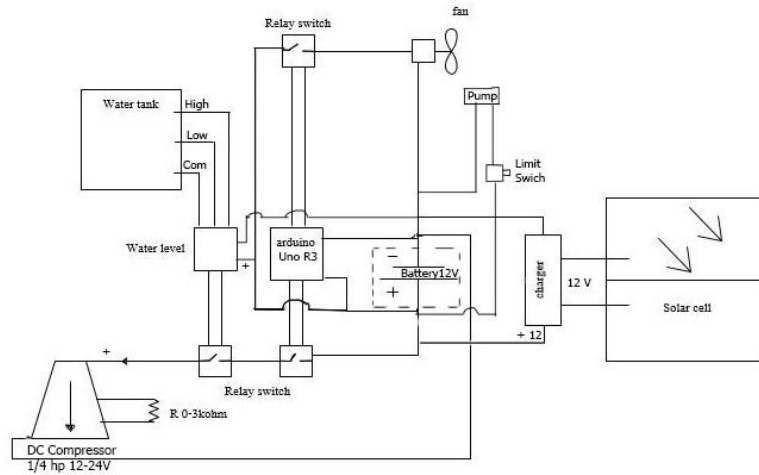 fan
Relay switch
Water tank
High
Low
Com
Pump
Limit
Swich
Water level
+
arduino
Uno R3
−
Battery12V
+
charger
12 V
Solar cell
+ 12
+
Relay switch
R 0-3kohm
DC Compressor
1/4 hp 12-24V